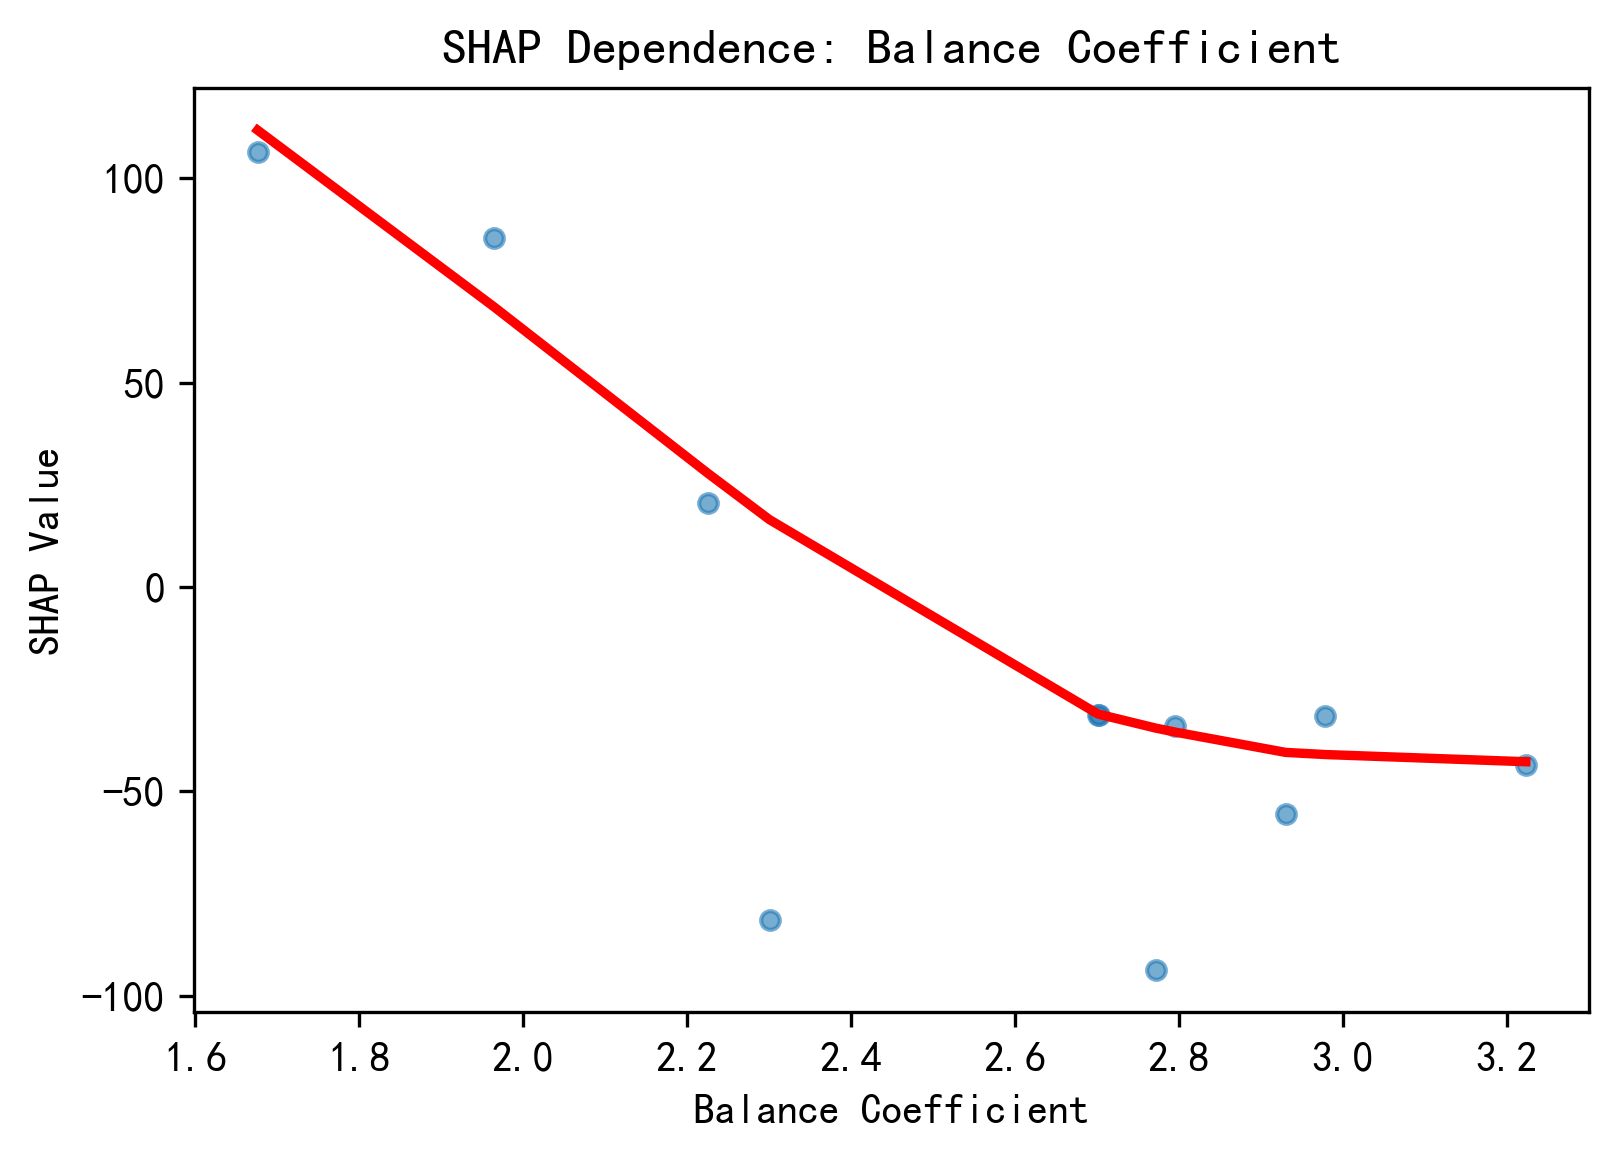 SHAP Dependence: Balance Coefficient
100
50
0
−50
−100
SHAP Value
1.6 1.8 2.0 2.2 2.4 2.6 2.8 3.0 3.2
Balance Coefficient